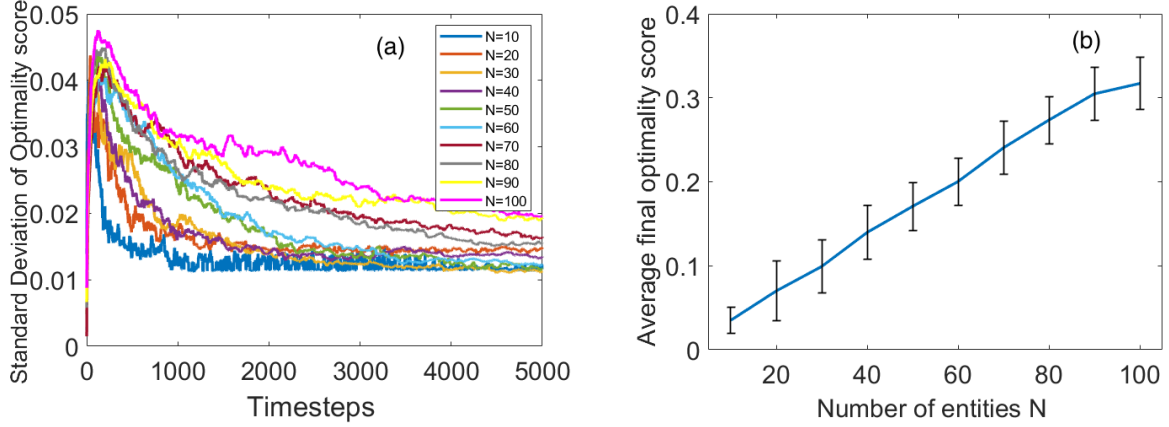 Standard Deviation of Optimality score
0.05
0.04
0.03
0.02
0.01
0
(a)
N=10
N=20
N=30
N=40
N=50
N=60
N=70
N=80
N=90
N=100
0
1000
2000
3000
4000
5000
Timesteps
Average final optimality score
0.4
0.3
0.2
0.1
0
(b)
20
40
60
80
100
Number of entities N